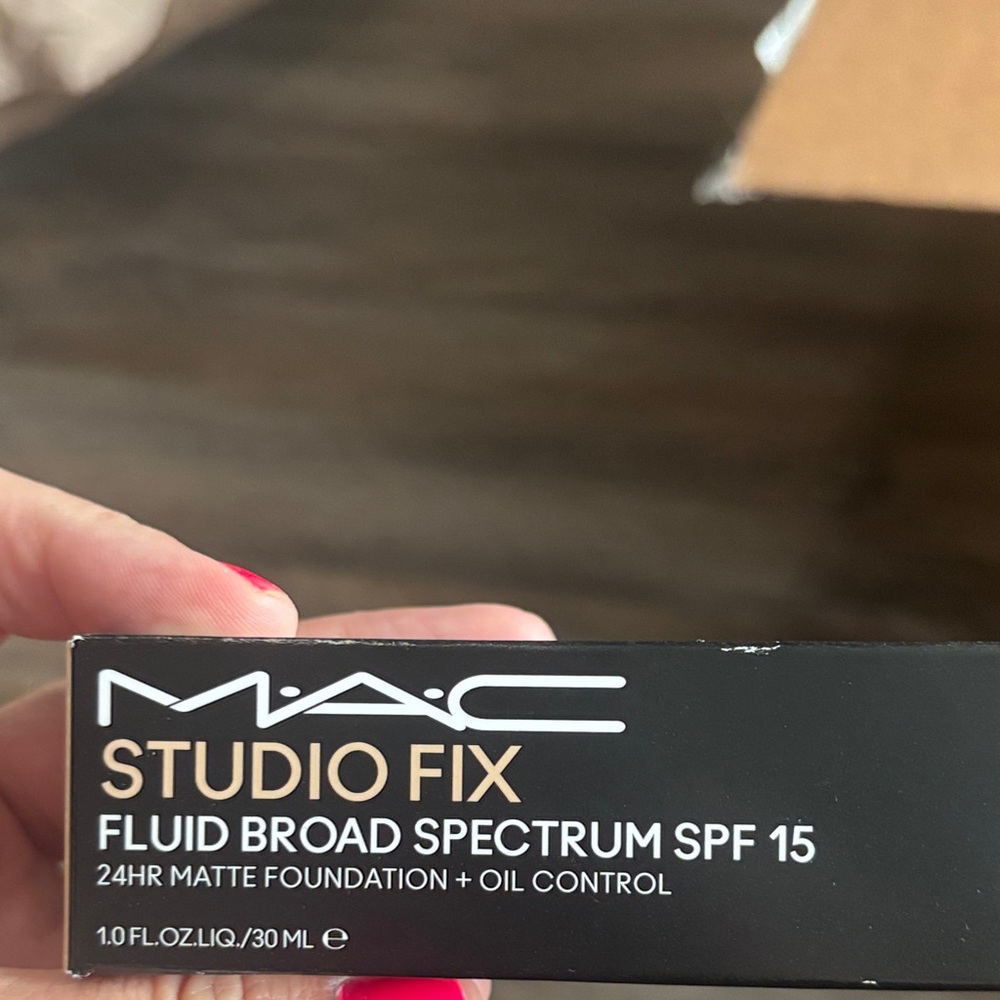 M·A·C
STUDIO FIX
FLUID BROAD SPECTRUM SPF 15
24HR MATTE FOUNDATION + OIL CONTROL
1.0 FL.OZ.LIQ./30 ML ℮